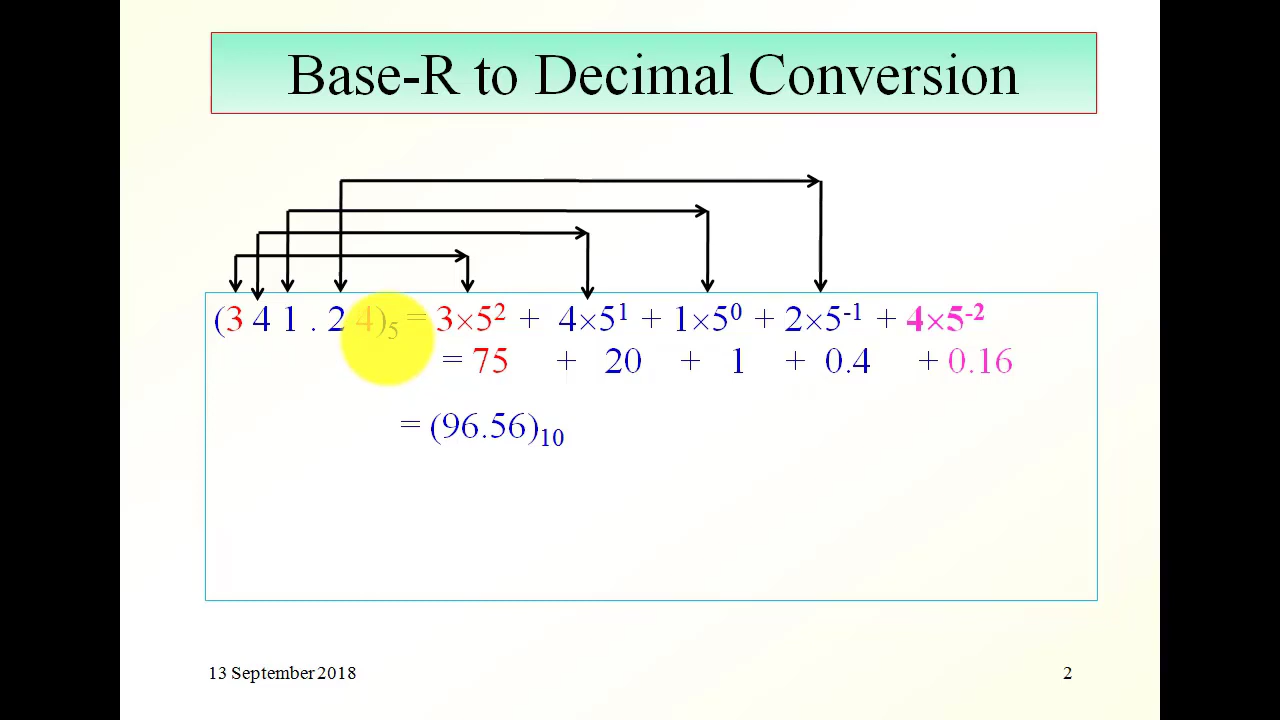 Base-R to Decimal Conversion
(3 4 1 . 2 4)₅ = 3×5² + 4×5¹ + 1×5⁰ + 2×5⁻¹ + 4×5⁻²
= 75 + 20 + 1 + 0.4 + 0.16
= (96.56)₁₀
13 September 2018 2